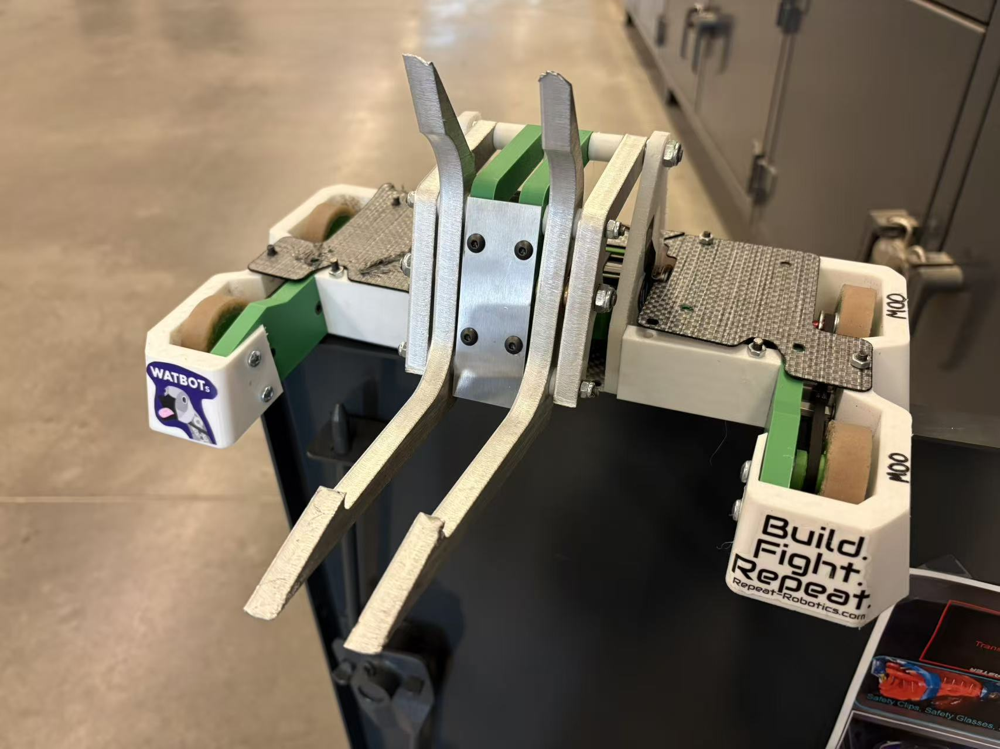 WATBOTs
MOO
MOO
Build.
Fight.
Repeat.
Repeat-Robotics.com
Safety Clips, Safety Glasses,